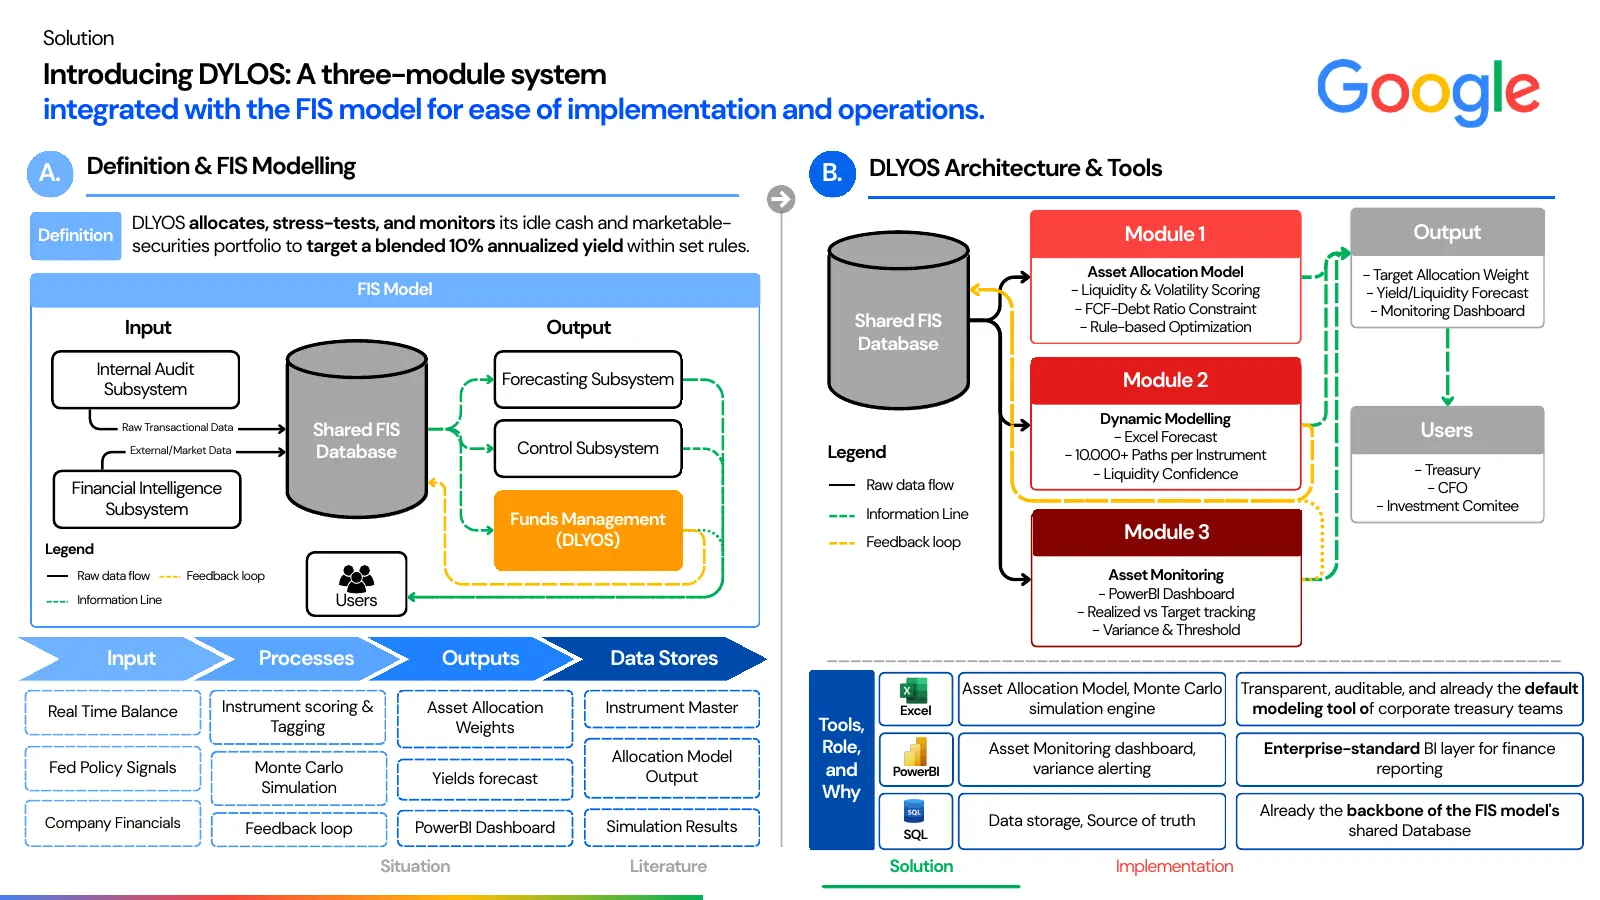 Solution
Introducing DYLOS: A three-module system
integrated with the FIS model for ease of implementation and operations.
Google
A.
Definition & FIS Modelling
Definition
DLYOS allocates, stress-tests, and monitors its idle cash and marketable-
securities portfolio to target a blended 10% annualized yield within set rules.
FIS Model
Input
Output
Internal Audit
Subsystem
Raw Transactional Data
External/Market Data
Financial Intelligence
Subsystem
Shared FIS
Database
Forecasting Subsystem
Control Subsystem
Funds Management
(DLYOS)
Users
Legend
Raw data flow
Feedback loop
Information Line
Input
Processes
Outputs
Data Stores
Real Time Balance
Fed Policy Signals
Company Financials
Instrument scoring &
Tagging
Monte Carlo
Simulation
Feedback loop
Asset Allocation
Weights
Yields forecast
PowerBI Dashboard
Instrument Master
Allocation Model
Output
Simulation Results
B.
DLYOS Architecture & Tools
Shared FIS
Database
Legend
Raw data flow
Information Line
Feedback loop
Module 1
Asset Allocation Model
- Liquidity & Volatility Scoring
- FCF-Debt Ratio Constraint
- Rule-based Optimization
Module 2
Dynamic Modelling
- Excel Forecast
- 10.000+ Paths per Instrument
- Liquidity Confidence
Module 3
Asset Monitoring
- PowerBI Dashboard
- Realized vs Target tracking
- Variance & Threshold
Output
- Target Allocation Weight
- Yield/Liquidity Forecast
- Monitoring Dashboard
Users
- Treasury
- CFO
- Investment Comitee
Tools,
Role,
and
Why
X
Excel
Asset Allocation Model, Monte Carlo
simulation engine
Transparent, auditable, and already the default
modeling tool of corporate treasury teams
PowerBI
Asset Monitoring dashboard,
variance alerting
Enterprise-standard BI layer for finance
reporting
SQL
SQL
Data storage, Source of truth
Already the backbone of the FIS model's
shared Database
Situation
Literature
Solution
Implementation